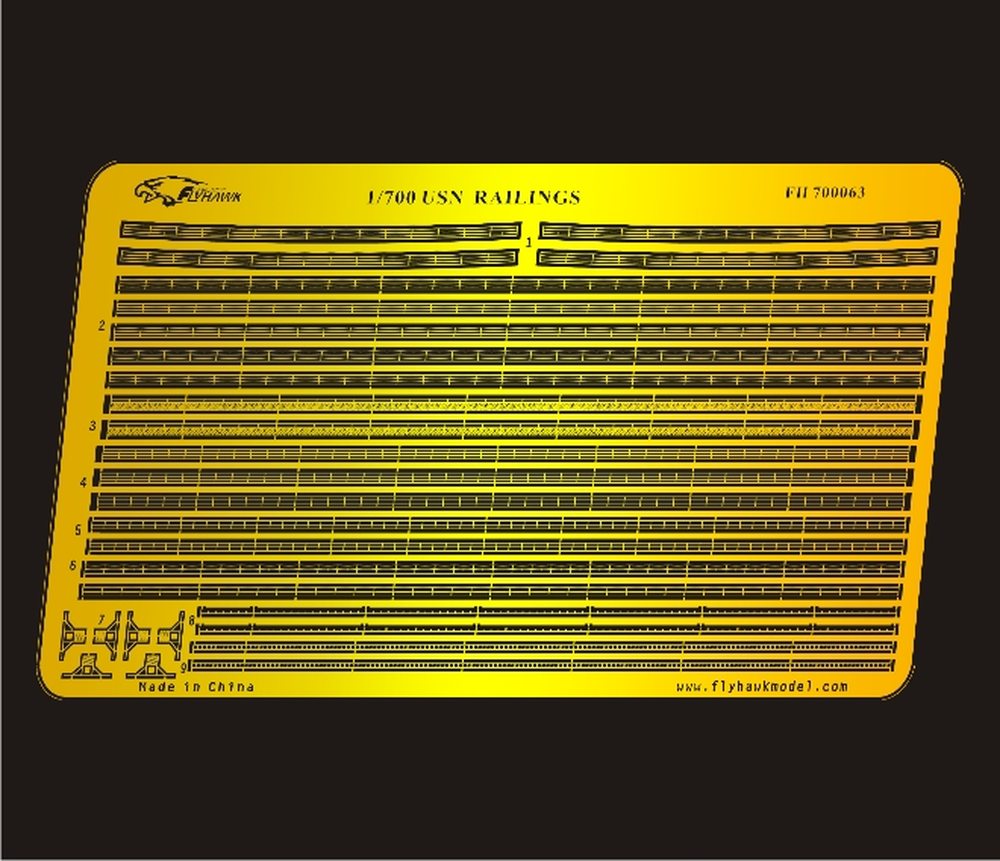 FLYHAWK
1/700 USN RAILINGS
FH 700063
1
2
3
4
5
6
7
8
9
Made in China
www.flyhawkmodel.com